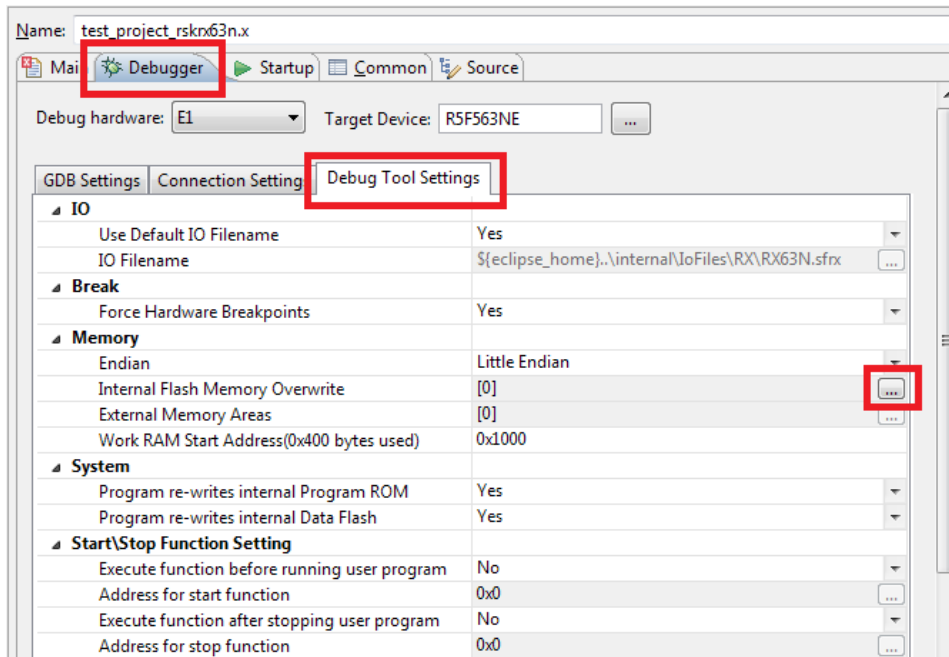 Name: test_project_rskrx63n.x
Mai Debugger Startup Common Source
Debug hardware: E1 Target Device: R5F563NE ...
GDB Settings Connection Setting Debug Tool Settings
IO
Use Default IO Filename Yes
IO Filename ${eclipse_home}..\internal\IoFiles\RX\RX63N.sfrx ...
Break
Force Hardware Breakpoints Yes
Memory
Endian Little Endian
Internal Flash Memory Overwrite [0] ...
External Memory Areas [0] ...
Work RAM Start Address(0x400 bytes used) 0x1000
System
Program re-writes internal Program ROM Yes
Program re-writes internal Data Flash Yes
Start\Stop Function Setting
Execute function before running user program No
Address for start function 0x0 ...
Execute function after stopping user program No
Address for stop function 0x0 ...